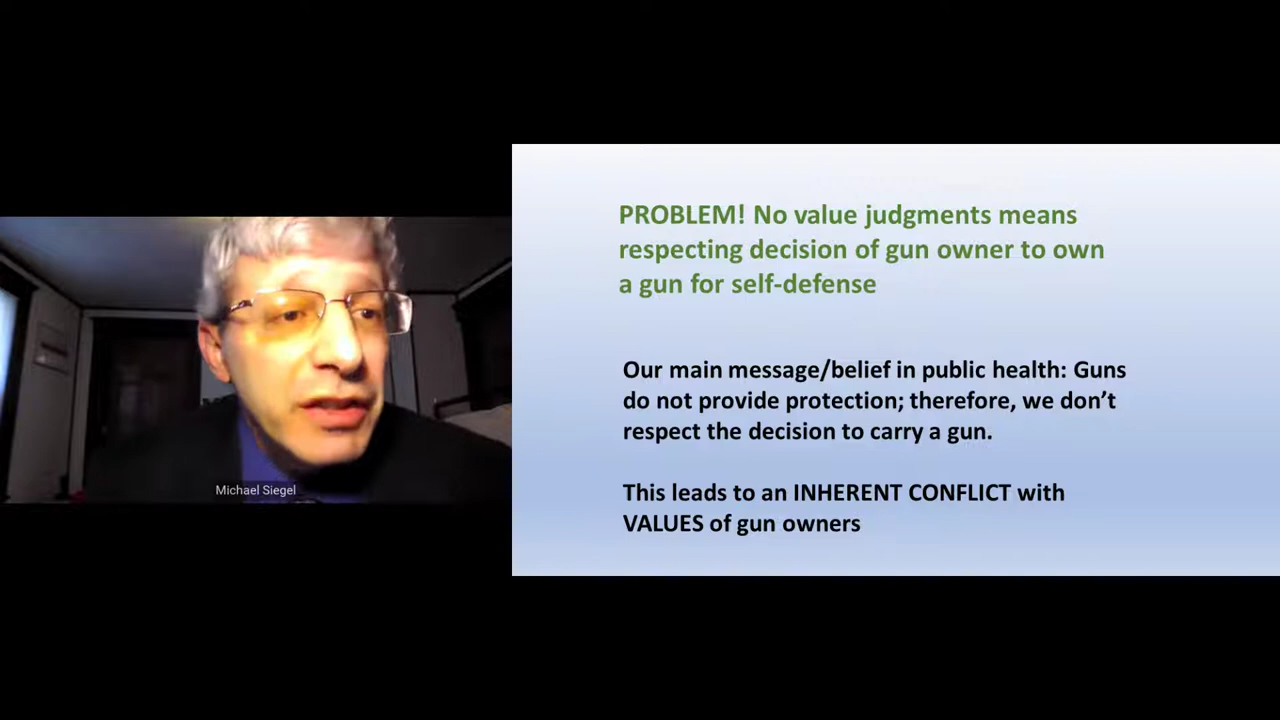 PROBLEM! No value judgments means
respecting decision of gun owner to own
a gun for self-defense
Our main message/belief in public health: Guns
do not provide protection; therefore, we don’t
respect the decision to carry a gun.
This leads to an INHERENT CONFLICT with
VALUES of gun owners
Michael Siegel